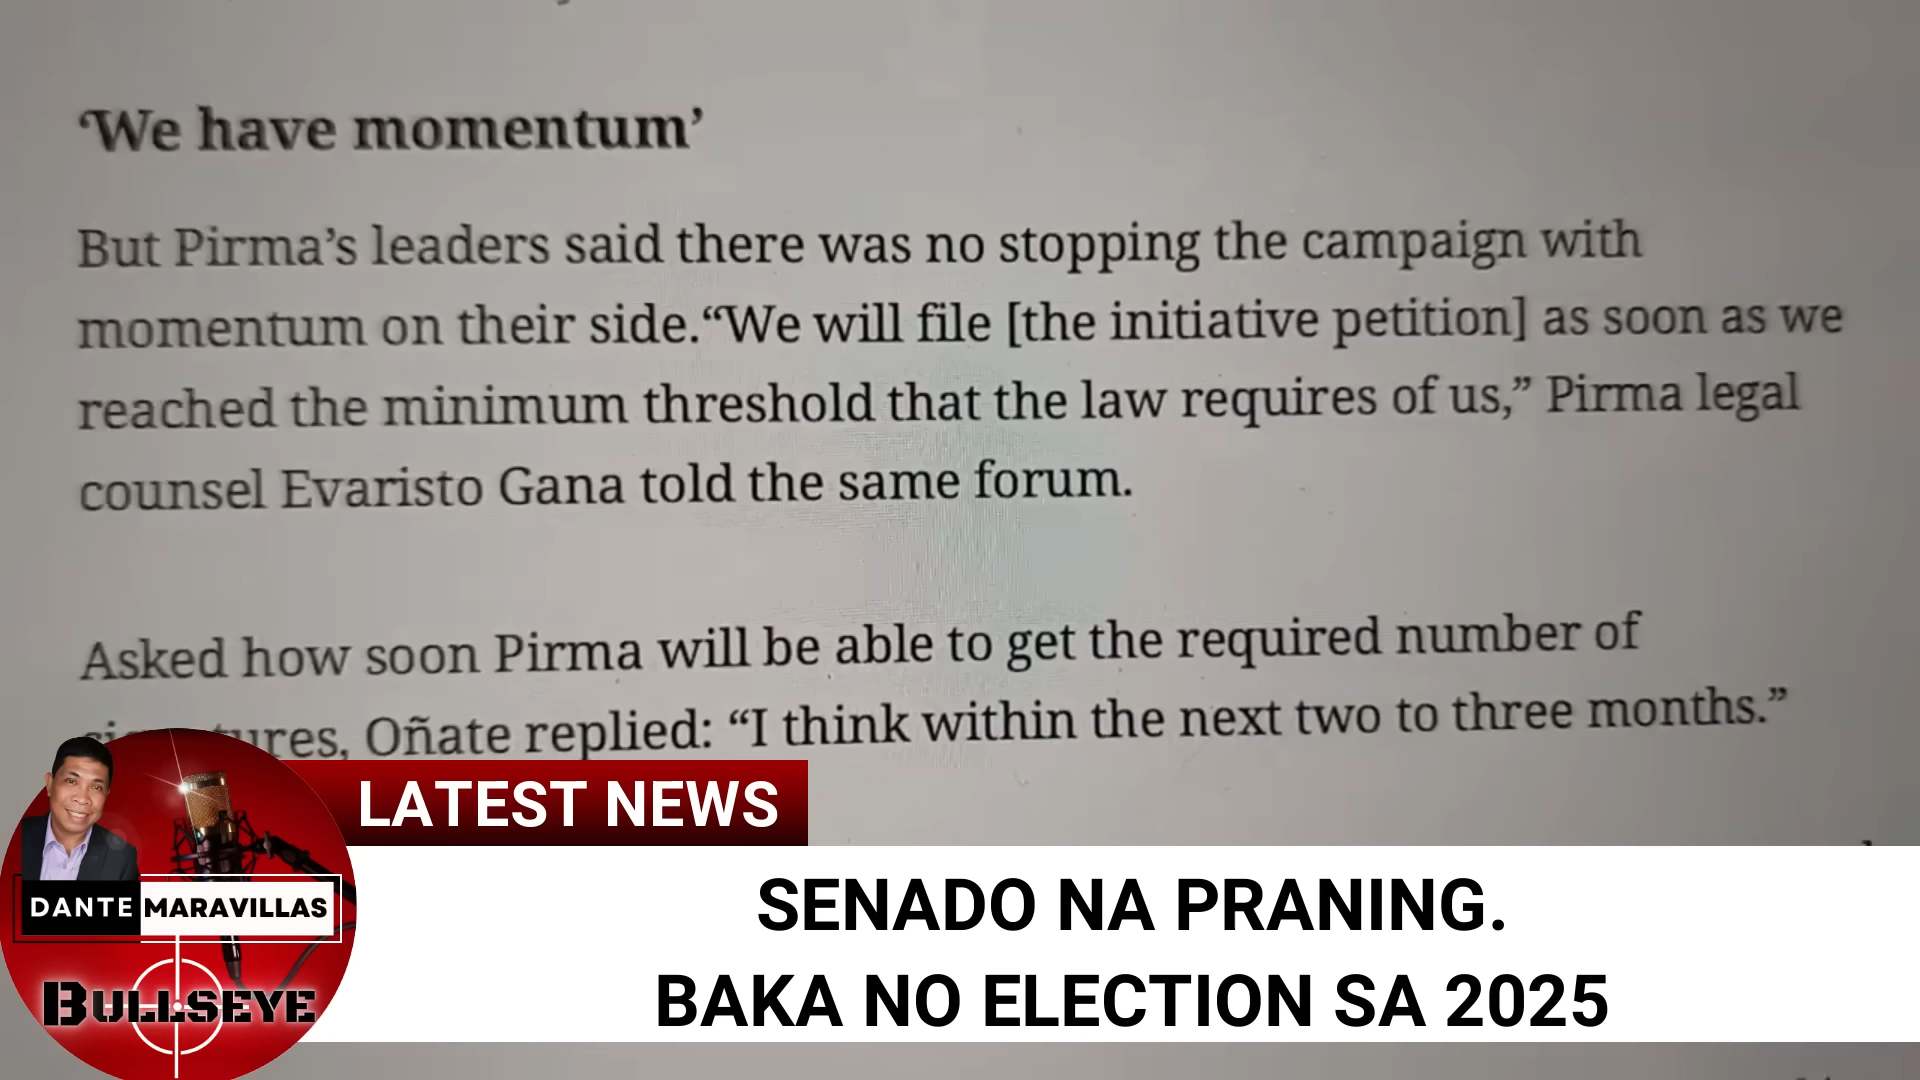 ‘We have momentum’
But Pirma’s leaders said there was no stopping the campaign with
momentum on their side.“We will file [the initiative petition] as soon as we
reached the minimum threshold that the law requires of us,” Pirma legal
counsel Evaristo Gana told the same forum.
Asked how soon Pirma will be able to get the required number of
signatures, Oñate replied: “I think within the next two to three months.”
LATEST NEWS
DANTE MARAVILLAS
BULLSEYE
SENADO NA PRANING.
BAKA NO ELECTION SA 2025